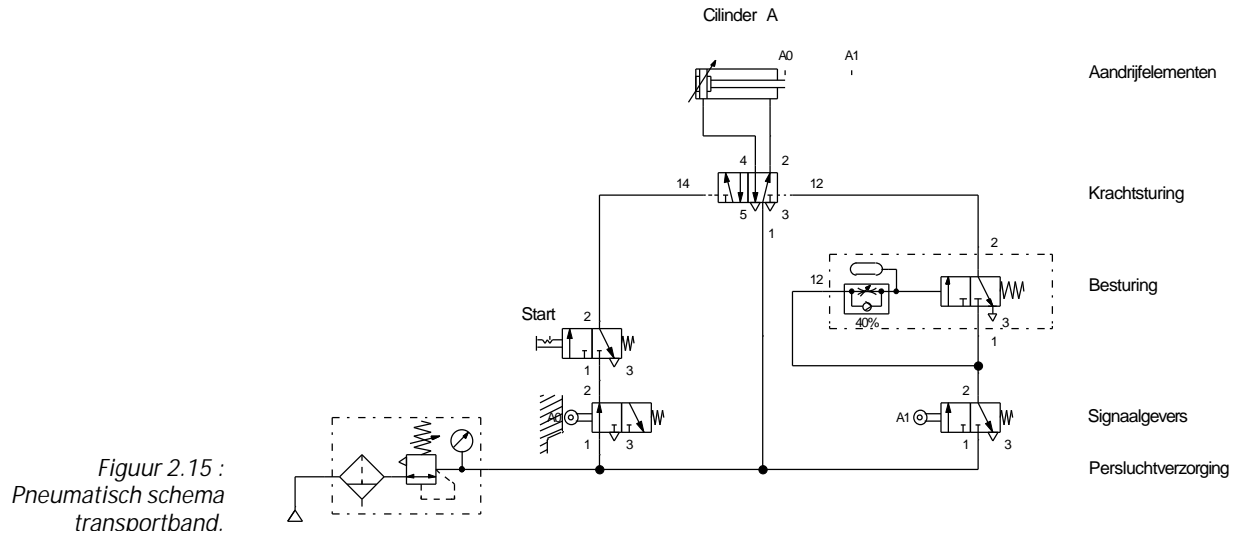 Cilinder A
A0 A1
Aandrijfelementen
4 2
14 12
Krachtsturing
5 3
1
2
12
Besturing
40%
3
1
Start
2
1 3
2
2
A0
A1
Signaalgevers
1 3
1 3
Persluchtverzorging
Figuur 2.15 :
Pneumatisch schema
transportband.